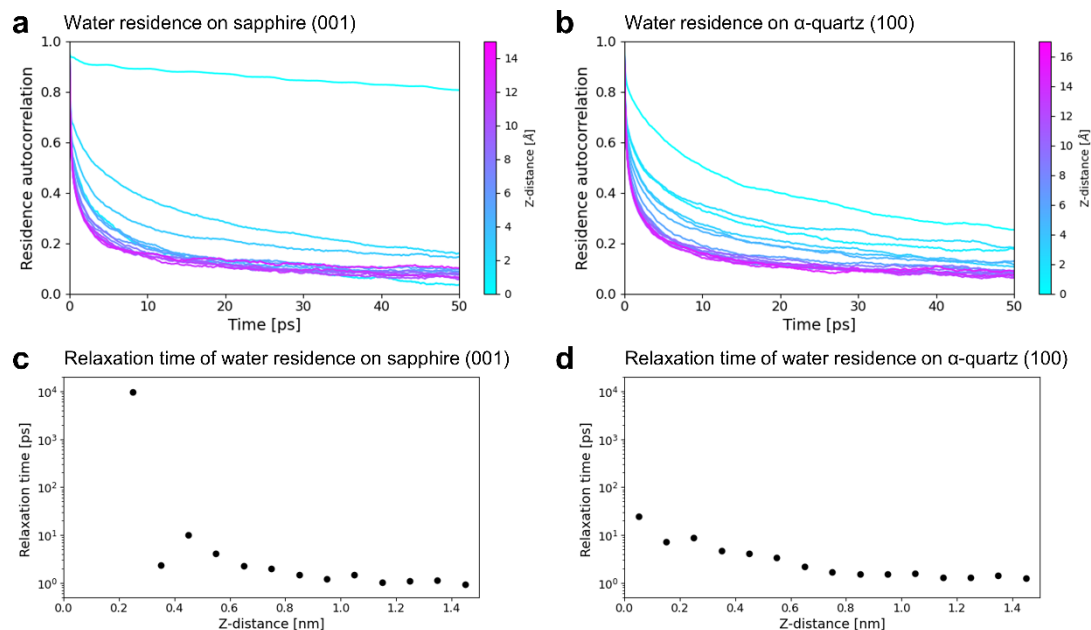 a Water residence on sapphire (001)
1.0
0.8
0.6
0.4
0.2
0.0
Residence autocorrelation
0 10 20 30 40 50
Time [ps]
14
12
10
8
6
4
2
0
Z-distance [Å]
b Water residence on α-quartz (100)
1.0
0.8
0.6
0.4
0.2
0.0
Residence autocorrelation
0 10 20 30 40 50
Time [ps]
16
14
12
10
8
6
4
2
0
Z-distance [Å]
c Relaxation time of water residence on sapphire (001)
10⁴
10³
10²
10¹
10⁰
Relaxation time [ps]
0.0 0.2 0.4 0.6 0.8 1.0 1.2 1.4
Z-distance [nm]
d Relaxation time of water residence on α-quartz (100)
10⁴
10³
10²
10¹
10⁰
Relaxation time [ps]
0.0 0.2 0.4 0.6 0.8 1.0 1.2 1.4
Z-distance [nm]